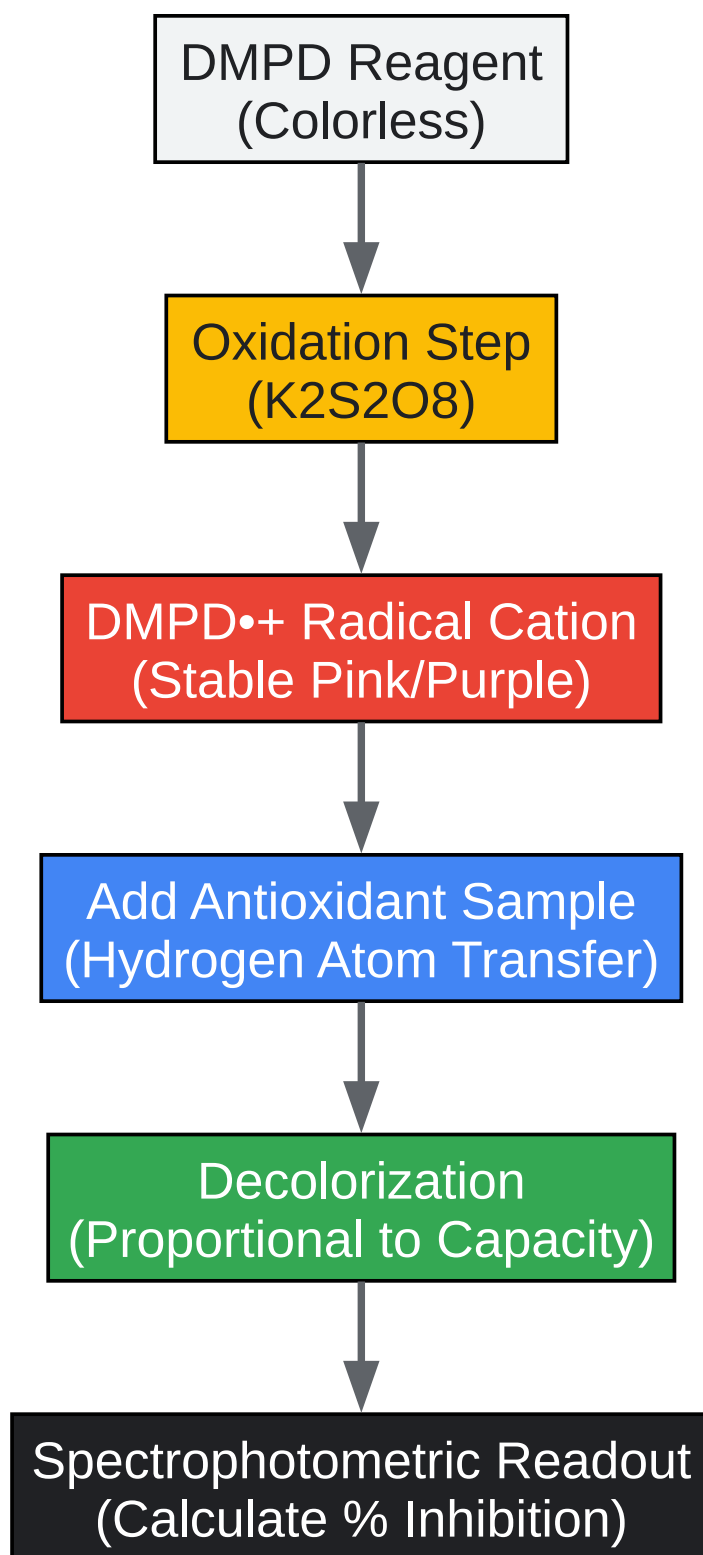 DMPD Reagent
(Colorless)
Oxidation Step
(K2S2O8)
DMPD•+ Radical Cation
(Stable Pink/Purple)
Add Antioxidant Sample
(Hydrogen Atom Transfer)
Decolorization
(Proportional to Capacity)
Spectrophotometric Readout
(Calculate % Inhibition)